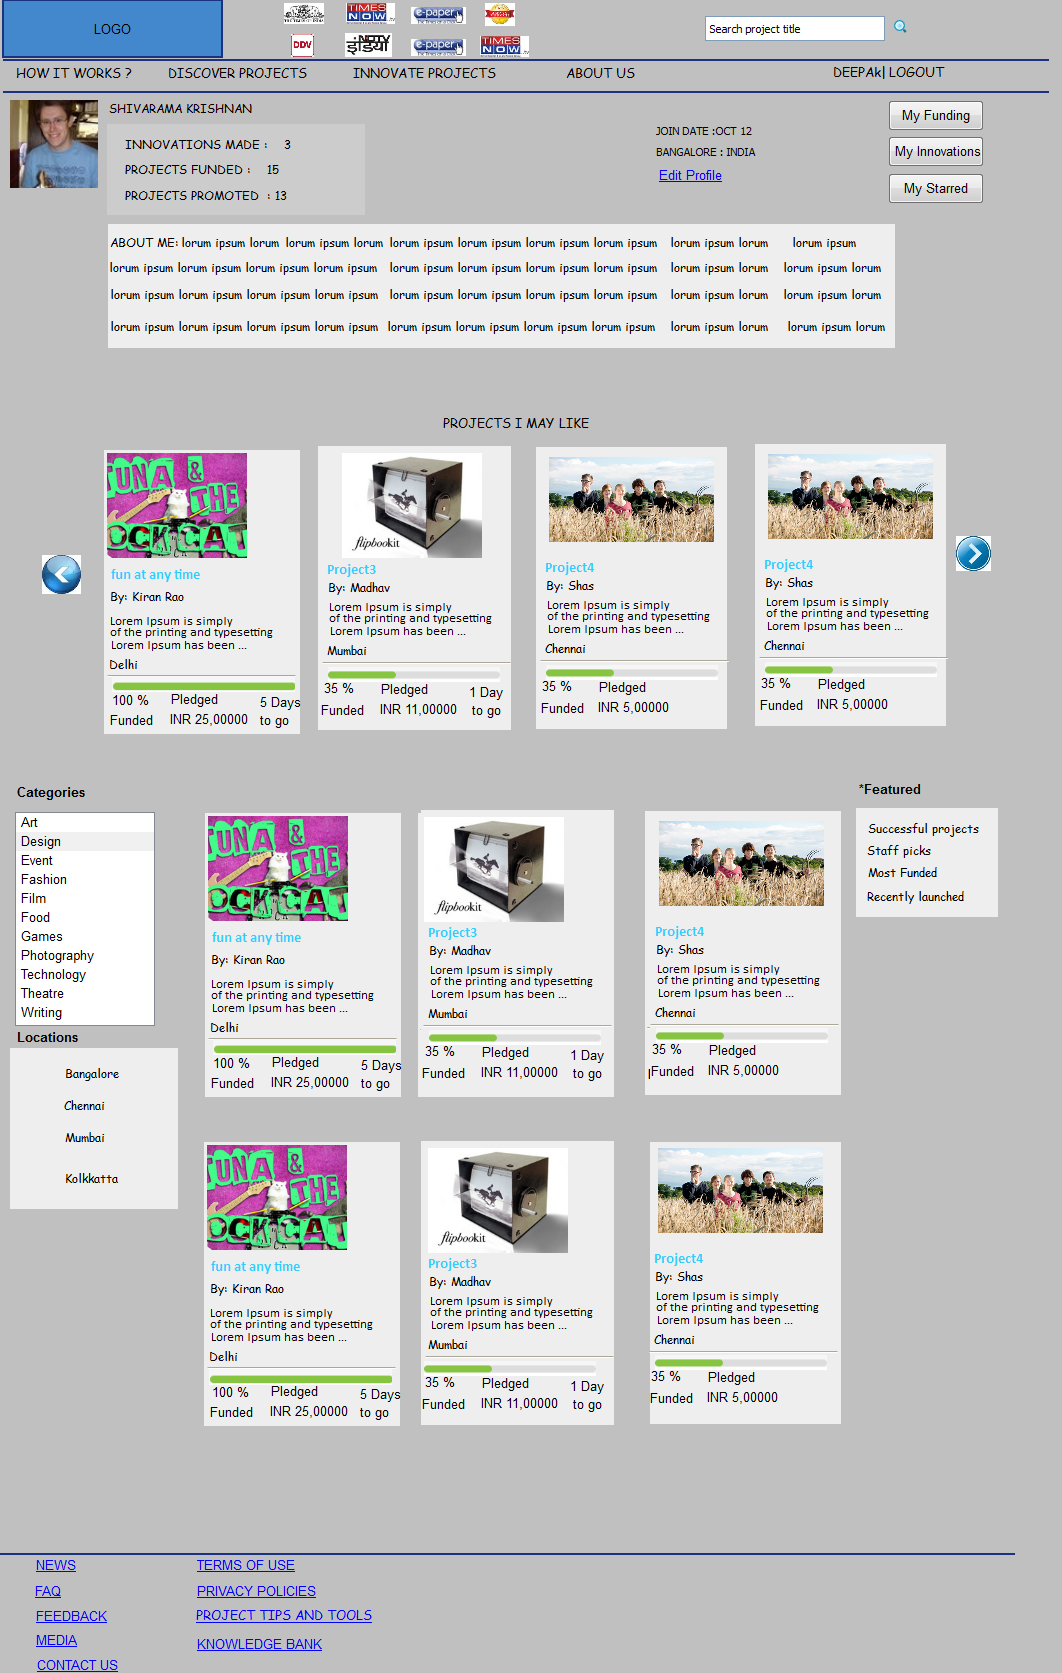 LOGO
TIMES
NOW
e-paper
DDV
NDTV
इंडिया
e-paper
TIMES
NOW
Search project title
HOW IT WORKS ?
DISCOVER PROJECTS
INNOVATE PROJECTS
ABOUT US
DEEPAk| LOGOUT
SHIVARAMA KRISHNAN
INNOVATIONS MADE : 3
PROJECTS FUNDED : 15
PROJECTS PROMOTED : 13
JOIN DATE :OCT 12
BANGALORE : INDIA
Edit Profile
My Funding
My Innovations
My Starred
ABOUT ME: lorum ipsum lorum lorum ipsum lorum lorum ipsum lorum ipsum lorum ipsum lorum ipsum lorum ipsum lorum lorum ipsum
lorum ipsum lorum ipsum lorum ipsum lorum ipsum lorum ipsum lorum ipsum lorum ipsum lorum ipsum lorum ipsum lorum lorum ipsum lorum
lorum ipsum lorum ipsum lorum ipsum lorum ipsum lorum ipsum lorum ipsum lorum ipsum lorum ipsum lorum ipsum lorum lorum ipsum lorum
lorum ipsum lorum ipsum lorum ipsum lorum ipsum lorum ipsum lorum ipsum lorum ipsum lorum ipsum lorum ipsum lorum lorum ipsum lorum
PROJECTS I MAY LIKE
TUNA &
THE
ROCK CAT
fun at any time
By: Kiran Rao
Lorem Ipsum is simply
of the printing and typesetting
Lorem Ipsum has been ...
Delhi
100 % Pledged 5 Days
Funded INR 25,00000 to go
flipbookit
Project3
By: Madhav
Lorem Ipsum is simply
of the printing and typesetting
Lorem Ipsum has been ...
Mumbai
35 % Pledged 1 Day
Funded INR 11,00000 to go
Project4
By: Shas
Lorem Ipsum is simply
of the printing and typesetting
Lorem Ipsum has been ...
Chennai
35 % Pledged
Funded INR 5,00000
Project4
By: Shas
Lorem Ipsum is simply
of the printing and typesetting
Lorem Ipsum has been ...
Chennai
35 % Pledged
Funded INR 5,00000
Categories
Art
Design
Event
Fashion
Film
Food
Games
Photography
Technology
Theatre
Writing
Locations
Bangalore
Chennai
Mumbai
Kolkkatta
TUNA &
THE
ROCK CAT
fun at any time
By: Kiran Rao
Lorem Ipsum is simply
of the printing and typesetting
Lorem Ipsum has been ...
Delhi
100 % Pledged 5 Days
Funded INR 25,00000 to go
flipbookit
Project3
By: Madhav
Lorem Ipsum is simply
of the printing and typesetting
Lorem Ipsum has been ...
Mumbai
35 % Pledged 1 Day
Funded INR 11,00000 to go
Project4
By: Shas
Lorem Ipsum is simply
of the printing and typesetting
Lorem Ipsum has been ...
Chennai
35 % Pledged
Funded INR 5,00000
*Featured
Successful projects
Staff picks
Most Funded
Recently launched
TUNA &
THE
ROCK CAT
fun at any time
By: Kiran Rao
Lorem Ipsum is simply
of the printing and typesetting
Lorem Ipsum has been ...
Delhi
100 % Pledged 5 Days
Funded INR 25,00000 to go
flipbookit
Project3
By: Madhav
Lorem Ipsum is simply
of the printing and typesetting
Lorem Ipsum has been ...
Mumbai
35 % Pledged 1 Day
Funded INR 11,00000 to go
Project4
By: Shas
Lorem Ipsum is simply
of the printing and typesetting
Lorem Ipsum has been ...
Chennai
35 % Pledged
Funded INR 5,00000
NEWS
FAQ
FEEDBACK
MEDIA
CONTACT US
TERMS OF USE
PRIVACY POLICIES
PROJECT TIPS AND TOOLS
KNOWLEDGE BANK